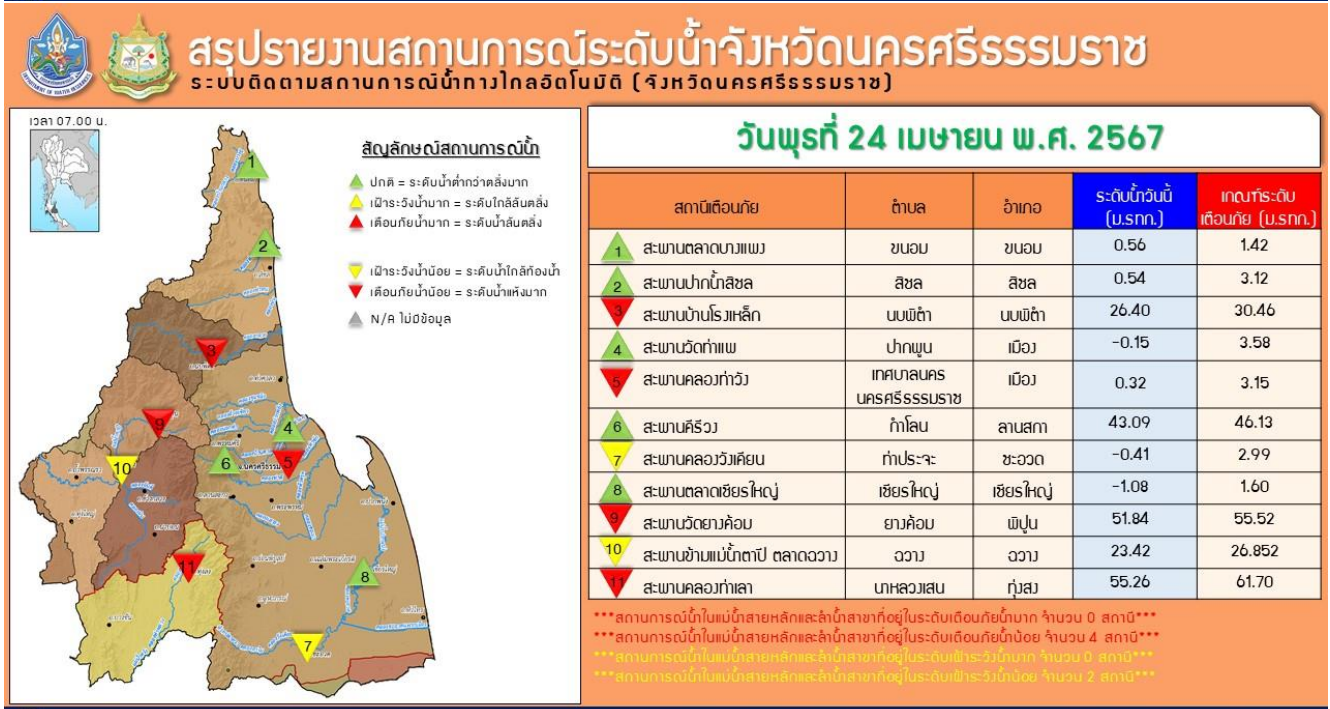 สรุปรายงานสถานการณ์ระดับน้ำจังหวัดนครศรีธรรมราช
ระบบติดตามสถานการณ์น้ำทางไกลอัตโนมัติ (จังหวัดนครศรีธรรมราช)
เวลา 07.00 น.
สัญลักษณ์สถานการณ์น้ำ
ปกติ = ระดับน้ำต่ำกว่าตลิ่งมาก
เฝ้าระวังน้ำมาก = ระดับใกล้ล้นตลิ่ง
เตือนภัยน้ำมาก = ระดับน้ำล้นตลิ่ง
เฝ้าระวังน้ำน้อย = ระดับน้ำใกล้ท้องน้ำ
เตือนภัยน้ำน้อย = ระดับน้ำแห้งมาก
N/A ไม่มีข้อมูล
1
2
3
9
4
10
6
5
11
8
7
วันพุธที่ 24 เมษายน พ.ศ. 2567
สถานีเตือนภัย ตำบล อำเภอ ระดับน้ำวันนี้ (ม.รทก.) เกณฑ์ระดับเตือนภัย (ม.รทก.)
1 สะพานตลาดบางแพง ขนอม ขนอม 0.56 1.42
2 สะพานปากน้ำสิชล สิชล สิชล 0.54 3.12
3 สะพานบ้านโรงเหล็ก นบพิตำ นบพิตำ 26.40 30.46
4 สะพานวัดท่าแพ ปากพูน เมือง -0.15 3.58
5 สะพานคลองท่าวัง เทศบาลนครนครศรีธรรมราช เมือง 0.32 3.15
6 สะพานคีรีวง กำโลน ลานสกา 43.09 46.13
7 สะพานคลองวังเคียน ท่าประจะ ชะอวด -0.41 2.99
8 สะพานตลาดเชียรใหญ่ เชียรใหญ่ เชียรใหญ่ -1.08 1.60
9 สะพานวัดยางค้อม ยางค้อม พิปูน 51.84 55.52
10 สะพานข้ามแม่น้ำตาปี ตลาดฉวาง ฉวาง ฉวาง 23.42 26.852
11 สะพานคลองท่าเลา นาหลวงเสน ทุ่งสง 55.26 61.70
***สถานการณ์น้ำในแม่น้ำสายหลักและลำน้ำสาขาที่อยู่ในระดับเตือนภัยน้ำมาก จำนวน 0 สถานี***
***สถานการณ์น้ำในแม่น้ำสายหลักและลำน้ำสาขาที่อยู่ในระดับเตือนภัยน้ำน้อย จำนวน 4 สถานี***
***สถานการณ์น้ำในแม่น้ำสายหลักและลำน้ำสาขาที่อยู่ในระดับเฝ้าระวังน้ำมาก จำนวน 0 สถานี***
***สถานการณ์น้ำในแม่น้ำสายหลักและลำน้ำสาขาที่อยู่ในระดับเฝ้าระวังน้ำน้อย จำนวน 2 สถานี***